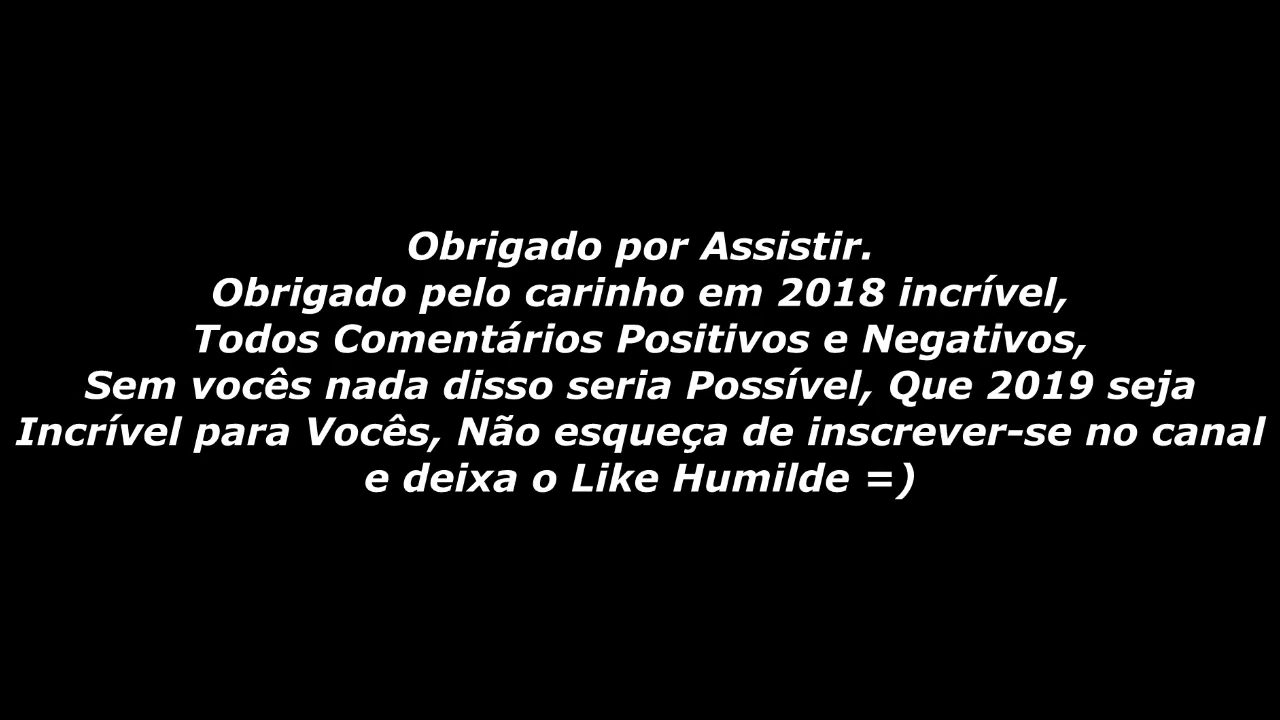 Obrigado por Assistir.
Obrigado pelo carinho em 2018 incrível,
Todos Comentários Positivos e Negativos,
Sem vocês nada disso seria Possível, Que 2019 seja
Incrível para Vocês, Não esqueça de inscrever-se no canal
e deixa o Like Humilde =)